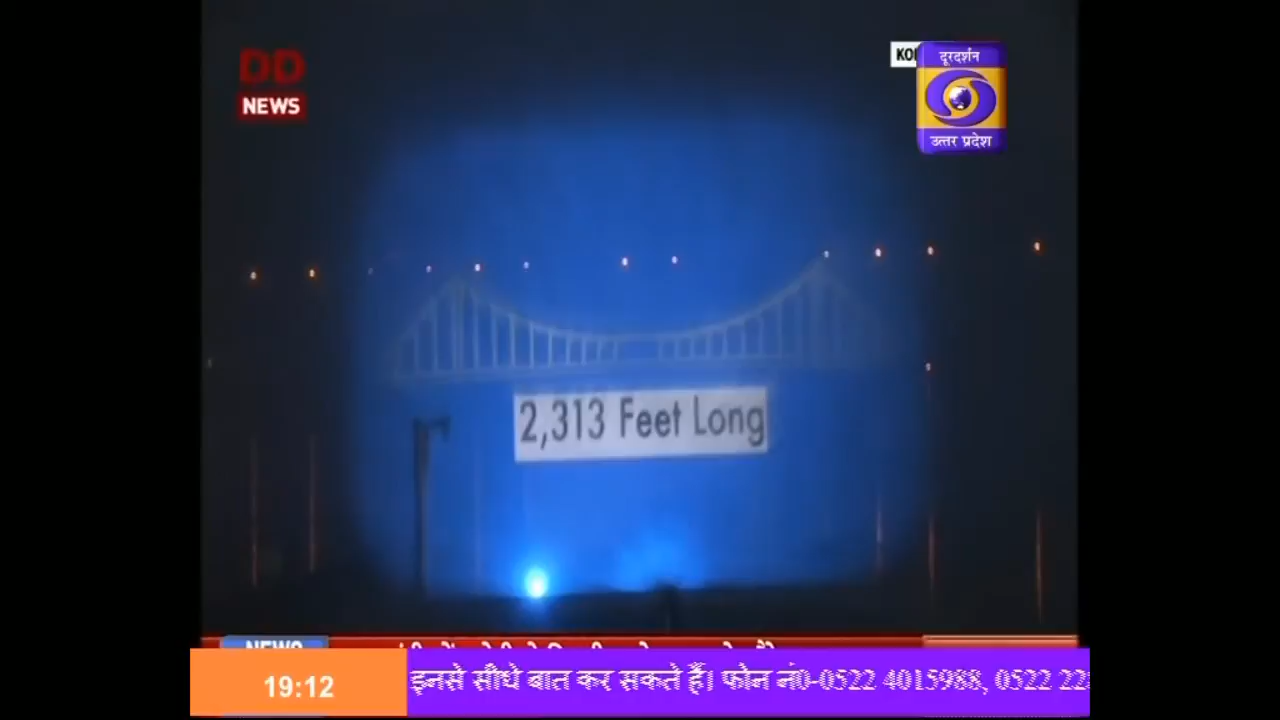 DD
NEWS
दूरदर्शन
उत्तर प्रदेश
2,313 Feet Long
NEWS
19:12
इनसे सीधे बात कर सकते हैं। फोन नं0-0522 4015988, 0522 22